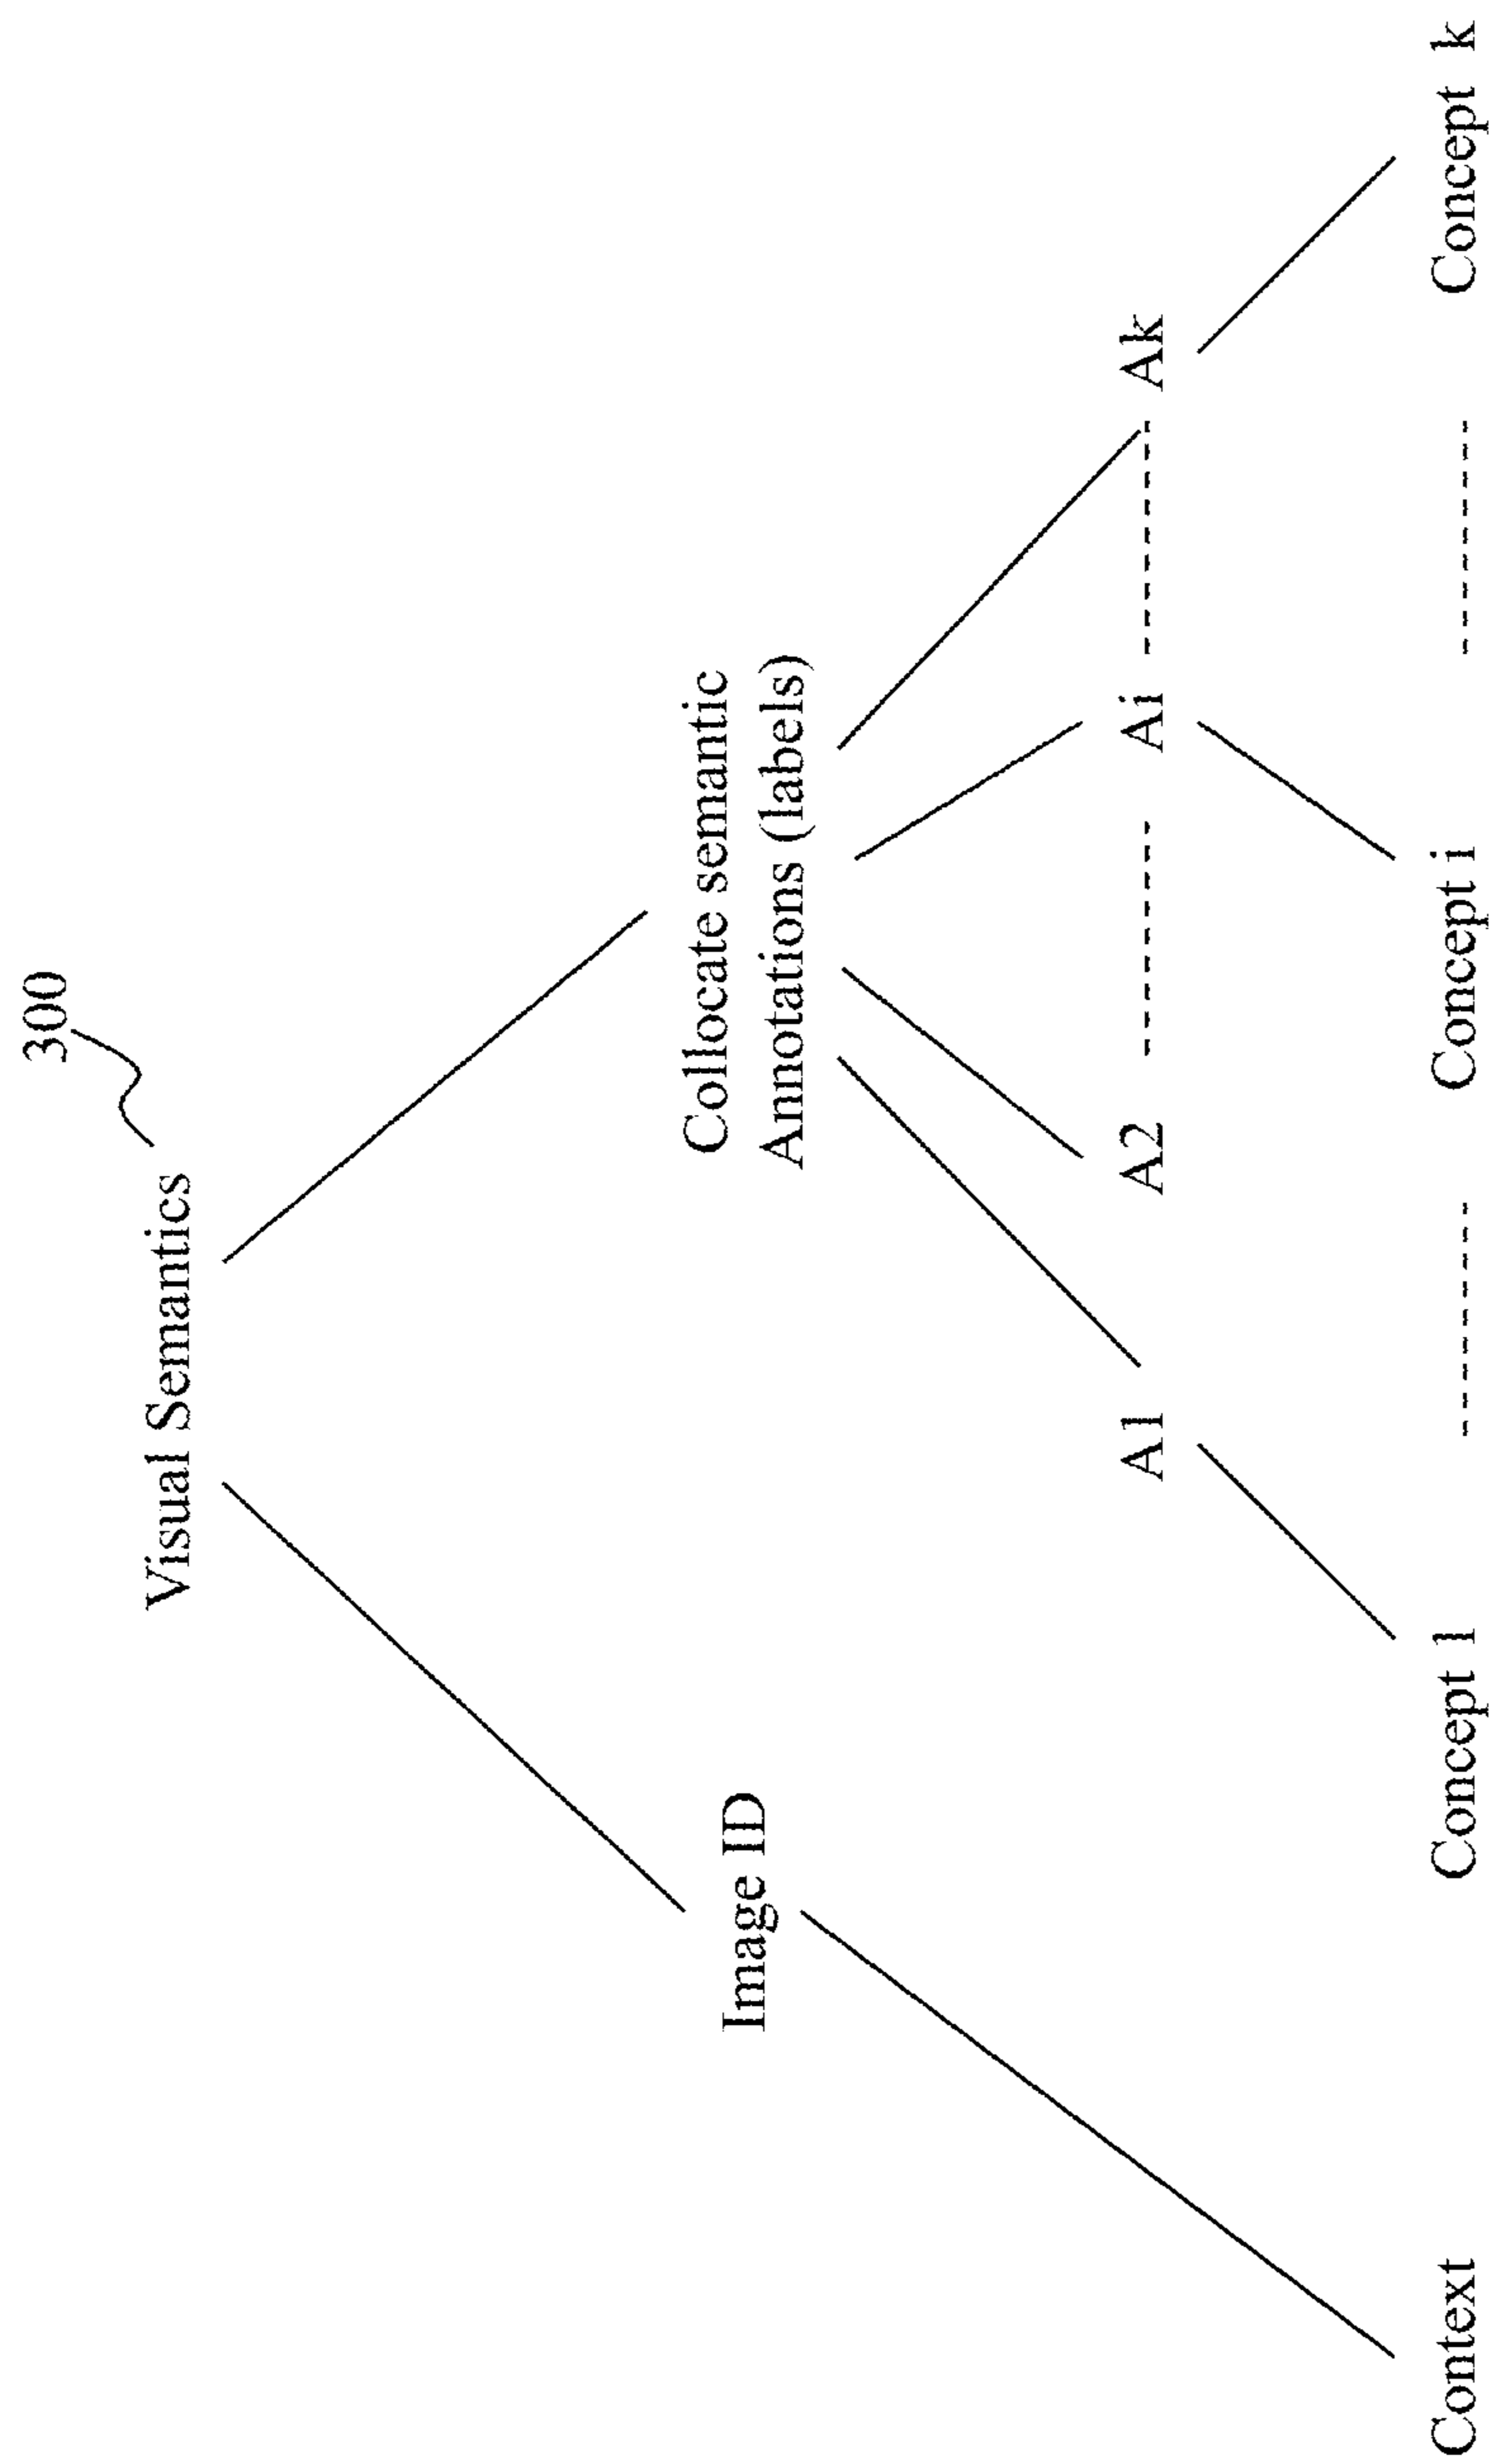 300
Visual Semantics
Image ID
Collocate semantic
Annotations (labels)
A1 A2 Ai Ak
Context Concept 1 Concept i Concept k